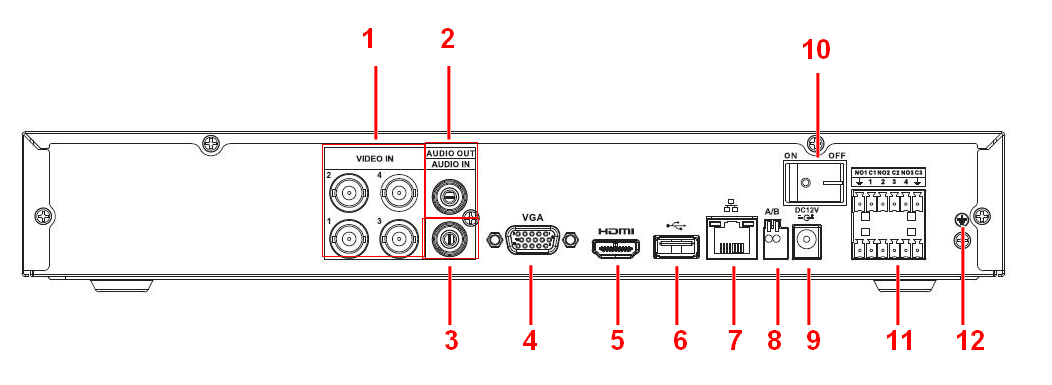 1 2 10
VIDEO IN
AUDIO OUT
AUDIO IN
2 4
1 3
VGA
HDMI
A/B
DC12V
ON OFF
NO1 C1 NO2 C2 NO3 C3
1 2 3 4
3 4 5 6 7 8 9 11 12